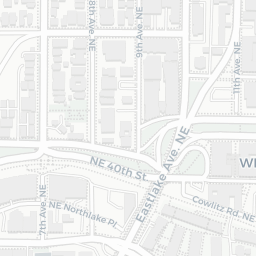 8th Ave. NE
9th Ave. NE
11th Ave. NE
NE 40th St
Eastlake Ave. NE
W
Cowlitz Rd. NE
7th Ave. NE
NE Northlake Pl